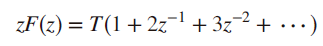 zF(z) = T(1 + 2z⁻¹ + 3z⁻² + ⋯)